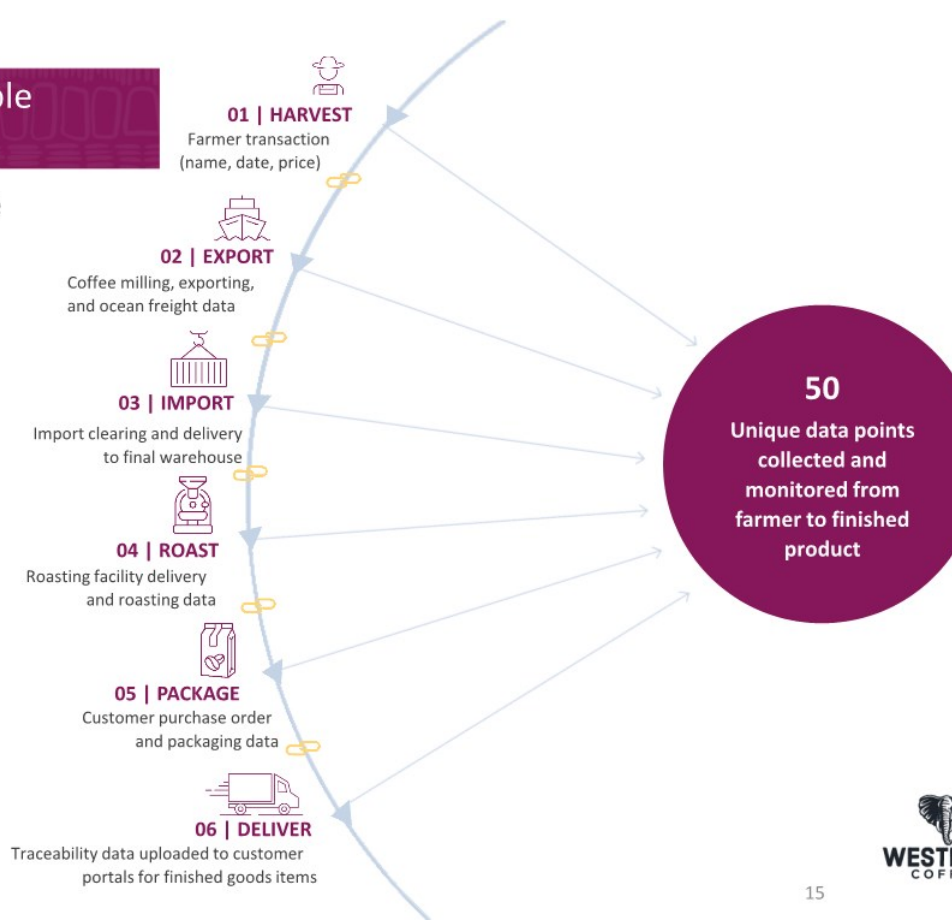 01 | HARVEST
Farmer transaction
(name, date, price)
02 | EXPORT
Coffee milling, exporting,
and ocean freight data
03 | IMPORT
Import clearing and delivery
to final warehouse
04 | ROAST
Roasting facility delivery
and roasting data
05 | PACKAGE
Customer purchase order
and packaging data
06 | DELIVER
Traceability data uploaded to customer
portals for finished goods items
50
Unique data points
collected and
monitored from
farmer to finished
product
15